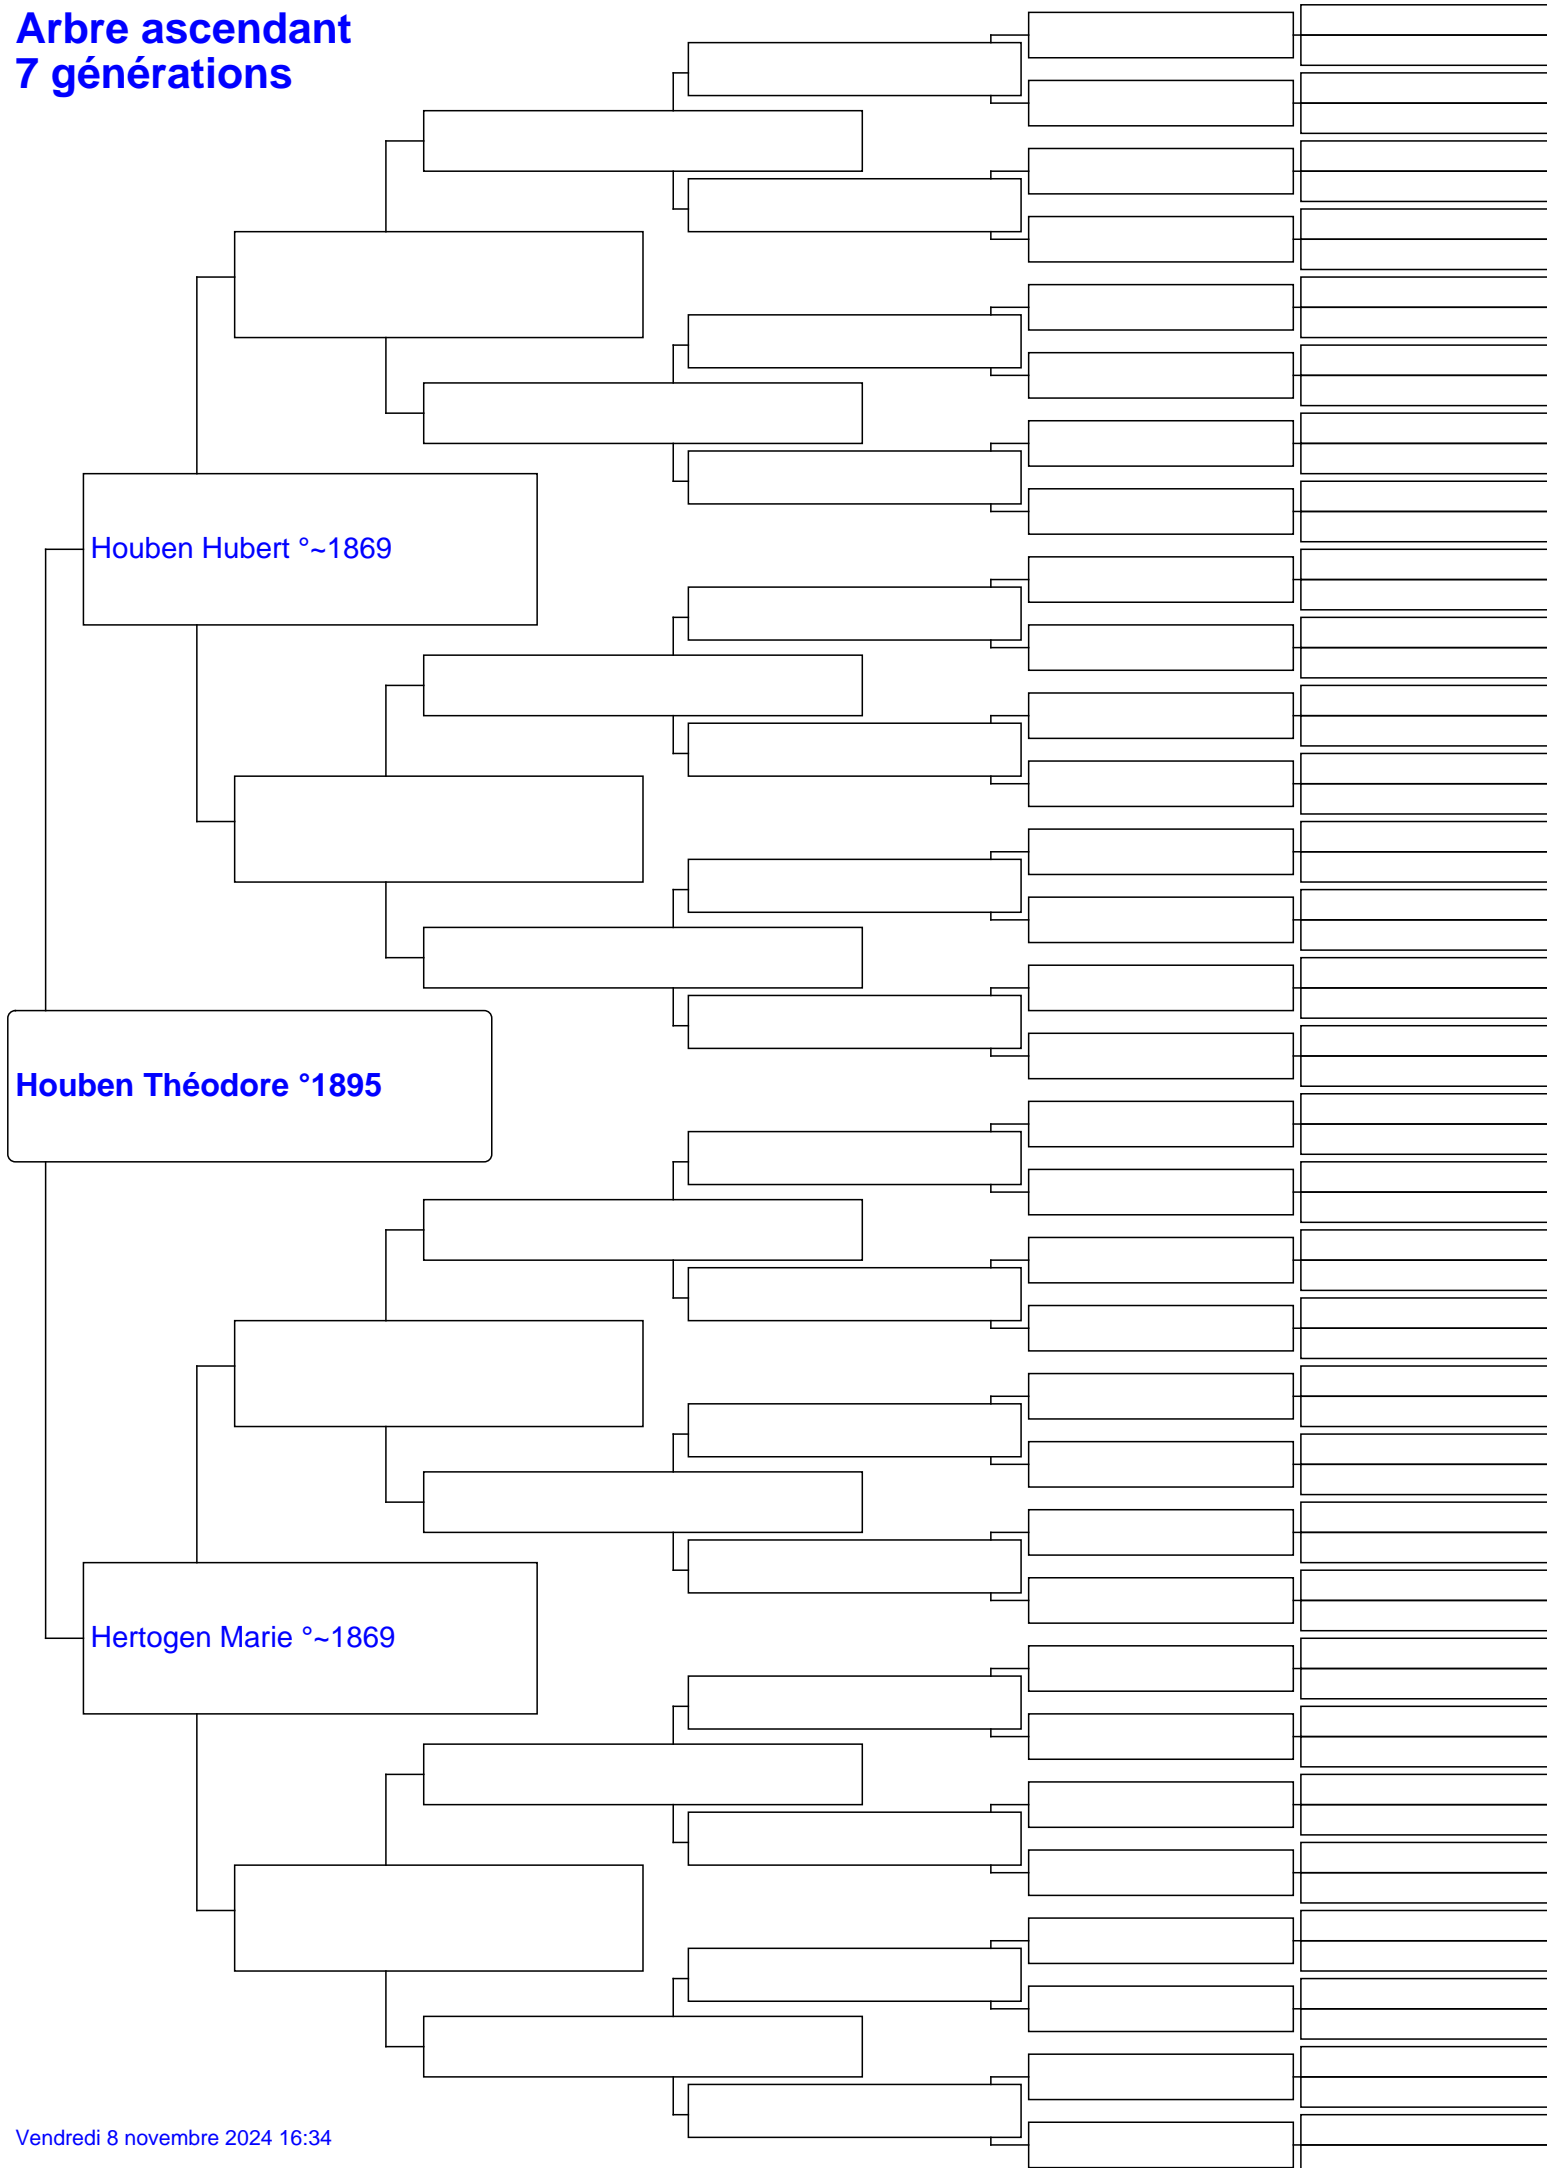 Arbre ascendant
7 générations
Houben Hubert °~1869
Houben Théodore °1895
Hertogen Marie °~1869
Vendredi 8 novembre 2024 16:34